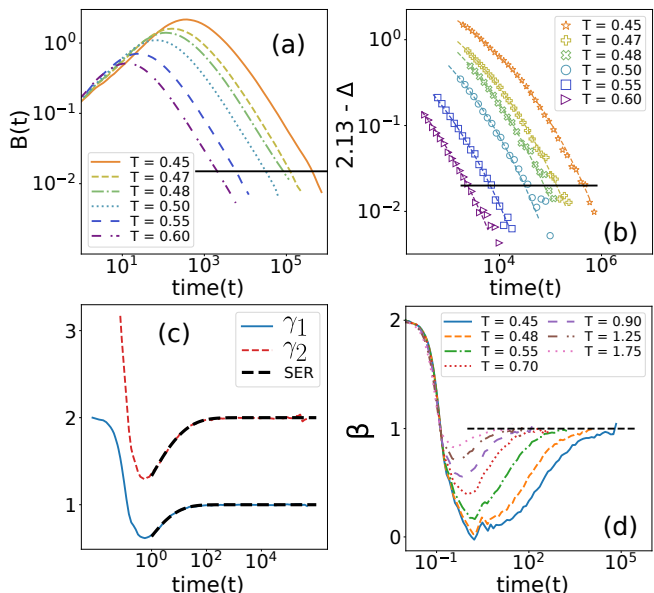 (a)
B(t)
10^0
10^-1
10^-2
T = 0.45
T = 0.47
T = 0.48
T = 0.50
T = 0.55
T = 0.60
10^1
10^3
10^5
time(t)
2.13 - Δ
10^0
10^-1
10^-2
T = 0.45
T = 0.47
T = 0.48
T = 0.50
T = 0.55
T = 0.60
(b)
10^4
10^6
time(t)
(c)
3
2
1
γ1
γ2
SER
10^0
10^2
10^4
time(t)
β
2
1
0
T = 0.45
T = 0.48
T = 0.55
T = 0.70
T = 0.90
T = 1.25
T = 1.75
(d)
10^-1
10^2
10^5
time(t)